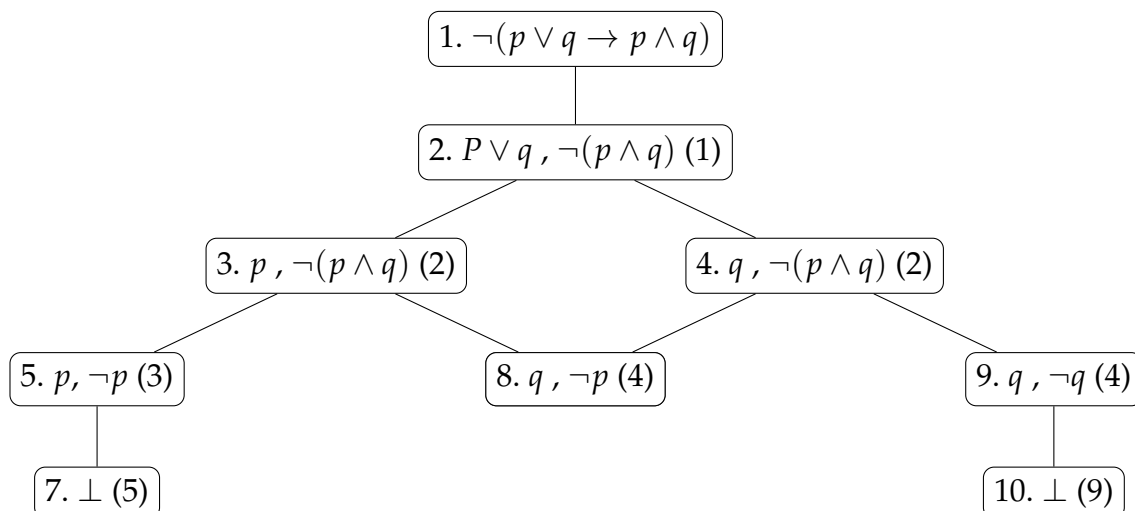 1. ¬(p ∨ q → p ∧ q)
2. P ∨ q , ¬(p ∧ q) (1)
3. p , ¬(p ∧ q) (2)
4. q , ¬(p ∧ q) (2)
5. p, ¬p (3)
8. q , ¬p (4)
9. q , ¬q (4)
7. ⊥ (5)
10. ⊥ (9)